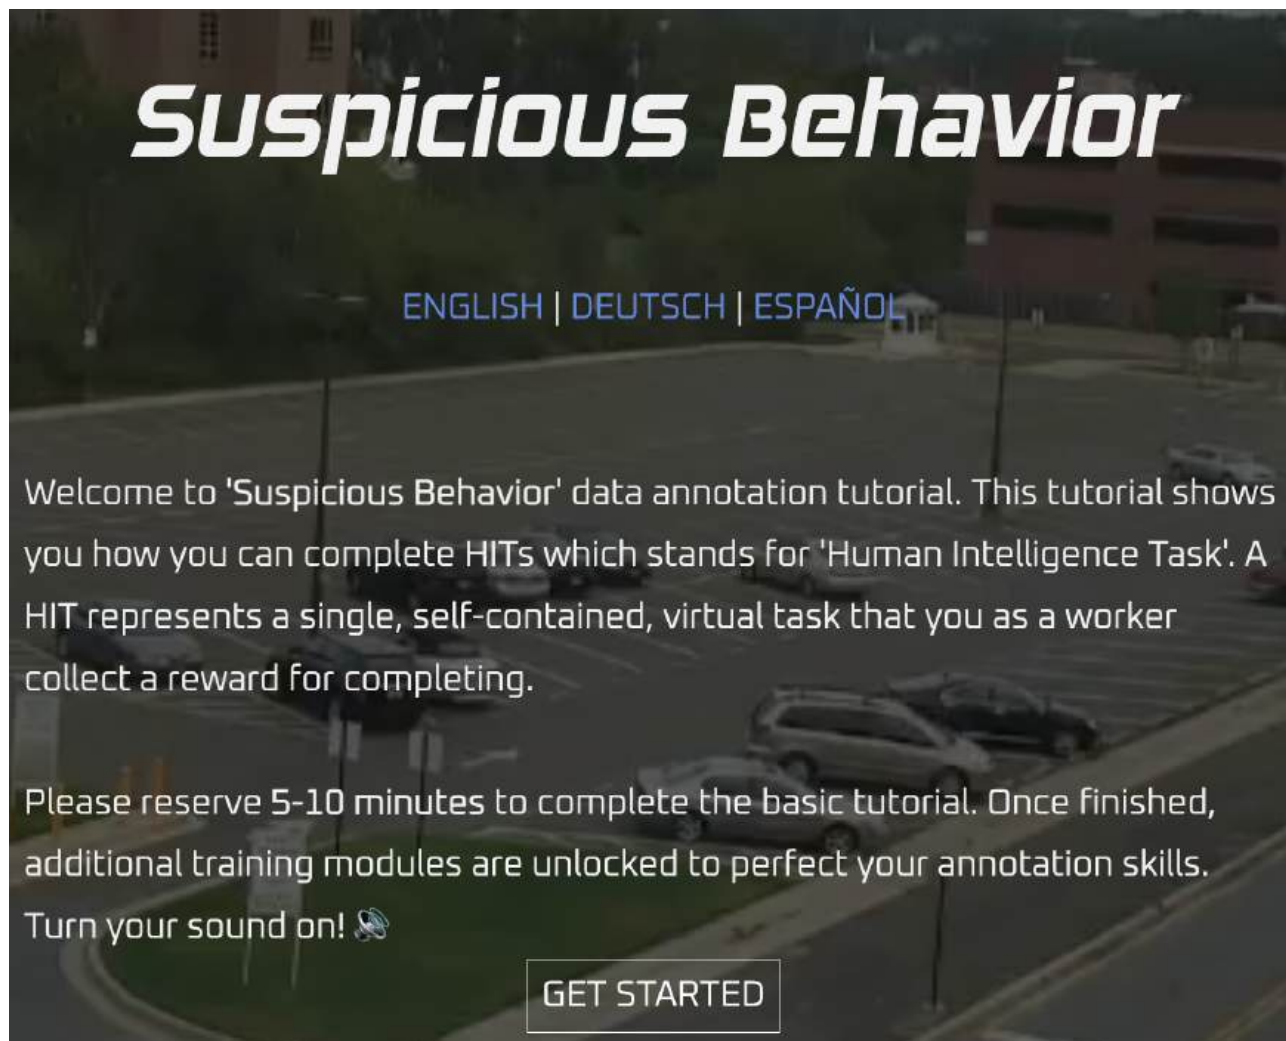 Suspicious Behavior
ENGLISH | DEUTSCH | ESPAÑOL
Welcome to 'Suspicious Behavior' data annotation tutorial. This tutorial shows
you how you can complete HITs which stands for 'Human Intelligence Task'. A
HIT represents a single, self-contained, virtual task that you as a worker
collect a reward for completing.
Please reserve 5-10 minutes to complete the basic tutorial. Once finished,
additional training modules are unlocked to perfect your annotation skills.
Turn your sound on! 🔊
GET STARTED